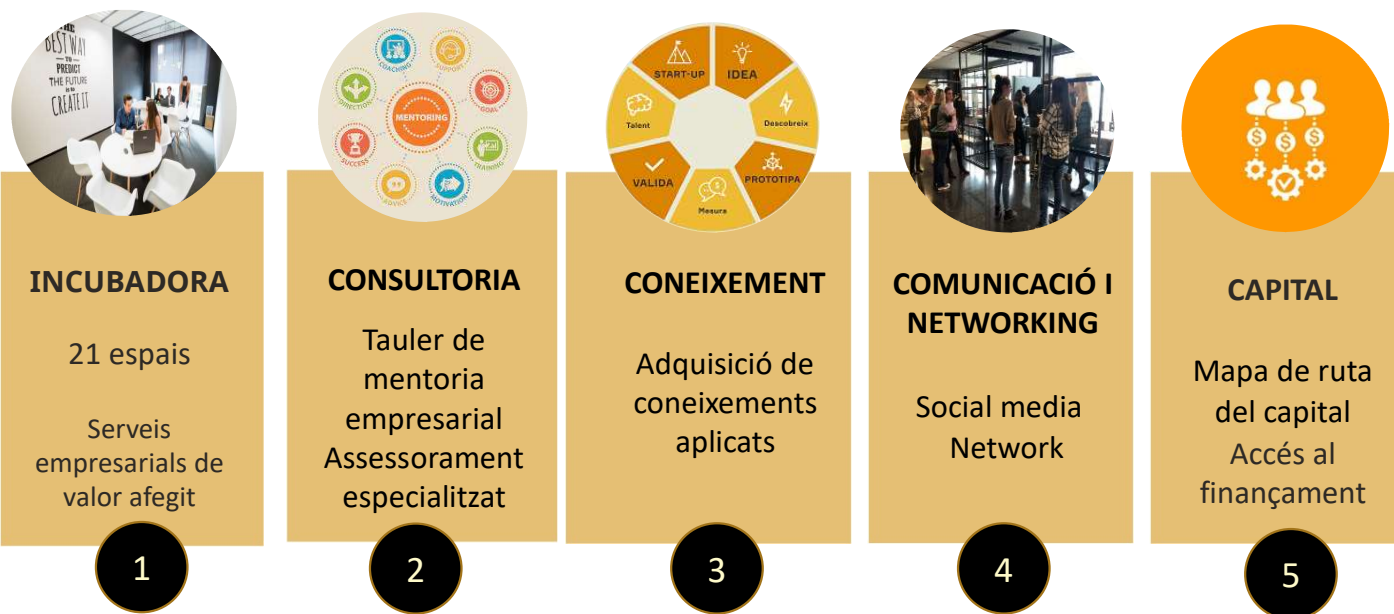 BEST WAY
TO
PREDICT
THE FUTURE
is to
CREATE IT
INCUBADORA
21 espais
Serveis
empresarials de
valor afegit
1
COACHING
SUPPORT
GOAL
TRAINING
MOTIVATION
ADVICE
SUCCESS
DIRECTION
MENTORING
CONSULTORIA
Tauler de
mentoria
empresarial
Assessorament
especialitzat
2
START-UP
IDEA
Descobreix
PROTOTIPA
Mesura
VALIDA
Talent
CONEIXEMENT
Adquisició de
coneixements
aplicats
3
COMUNICACIÓ I
NETWORKING
Social media
Network
4
$ $ $
CAPITAL
Mapa de ruta
del capital
Accés al
finançament
5